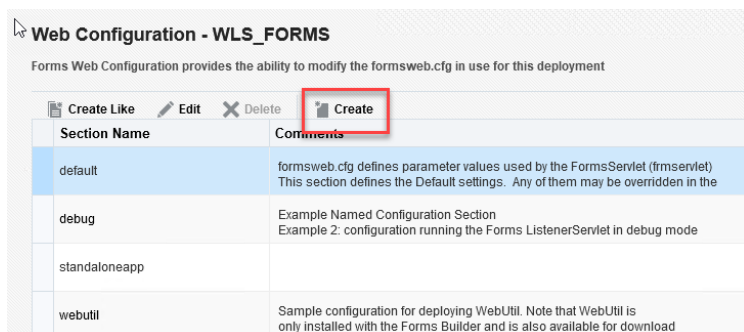 Web Configuration - WLS_FORMS
Forms Web Configuration provides the ability to modify the formsweb.cfg in use for this deployment
Create Like Edit Delete Create
Section Name Comments
default
formsweb.cfg defines parameter values used by the FormsServlet (frmservlet)
This section defines the Default settings. Any of them may be overridden in the
debug
Example Named Configuration Section
Example 2: configuration running the Forms ListenerServlet in debug mode
standaloneapp
webutil
Sample configuration for deploying WebUtil. Note that WebUtil is
only installed with the Forms Builder and is also available for download